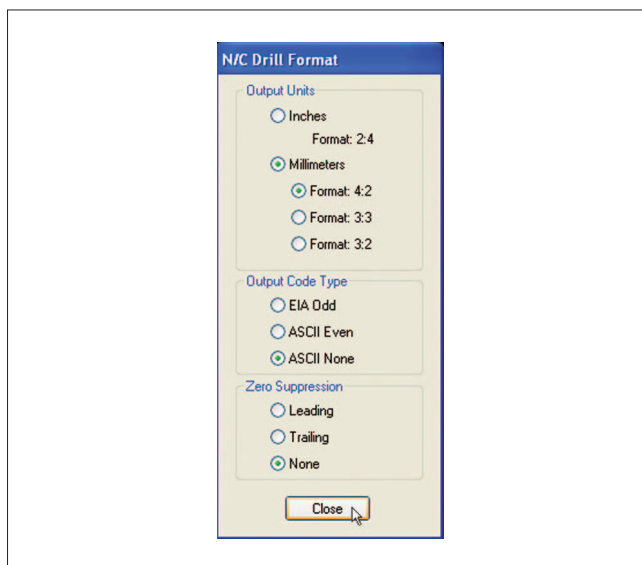 N/C Drill Format
Output Units
Inches
Format: 2:4
Millimeters
Format: 4:2
Format: 3:3
Format: 3:2
Output Code Type
EIA Odd
ASCII Even
ASCII None
Zero Suppression
Leading
Trailing
None
Close